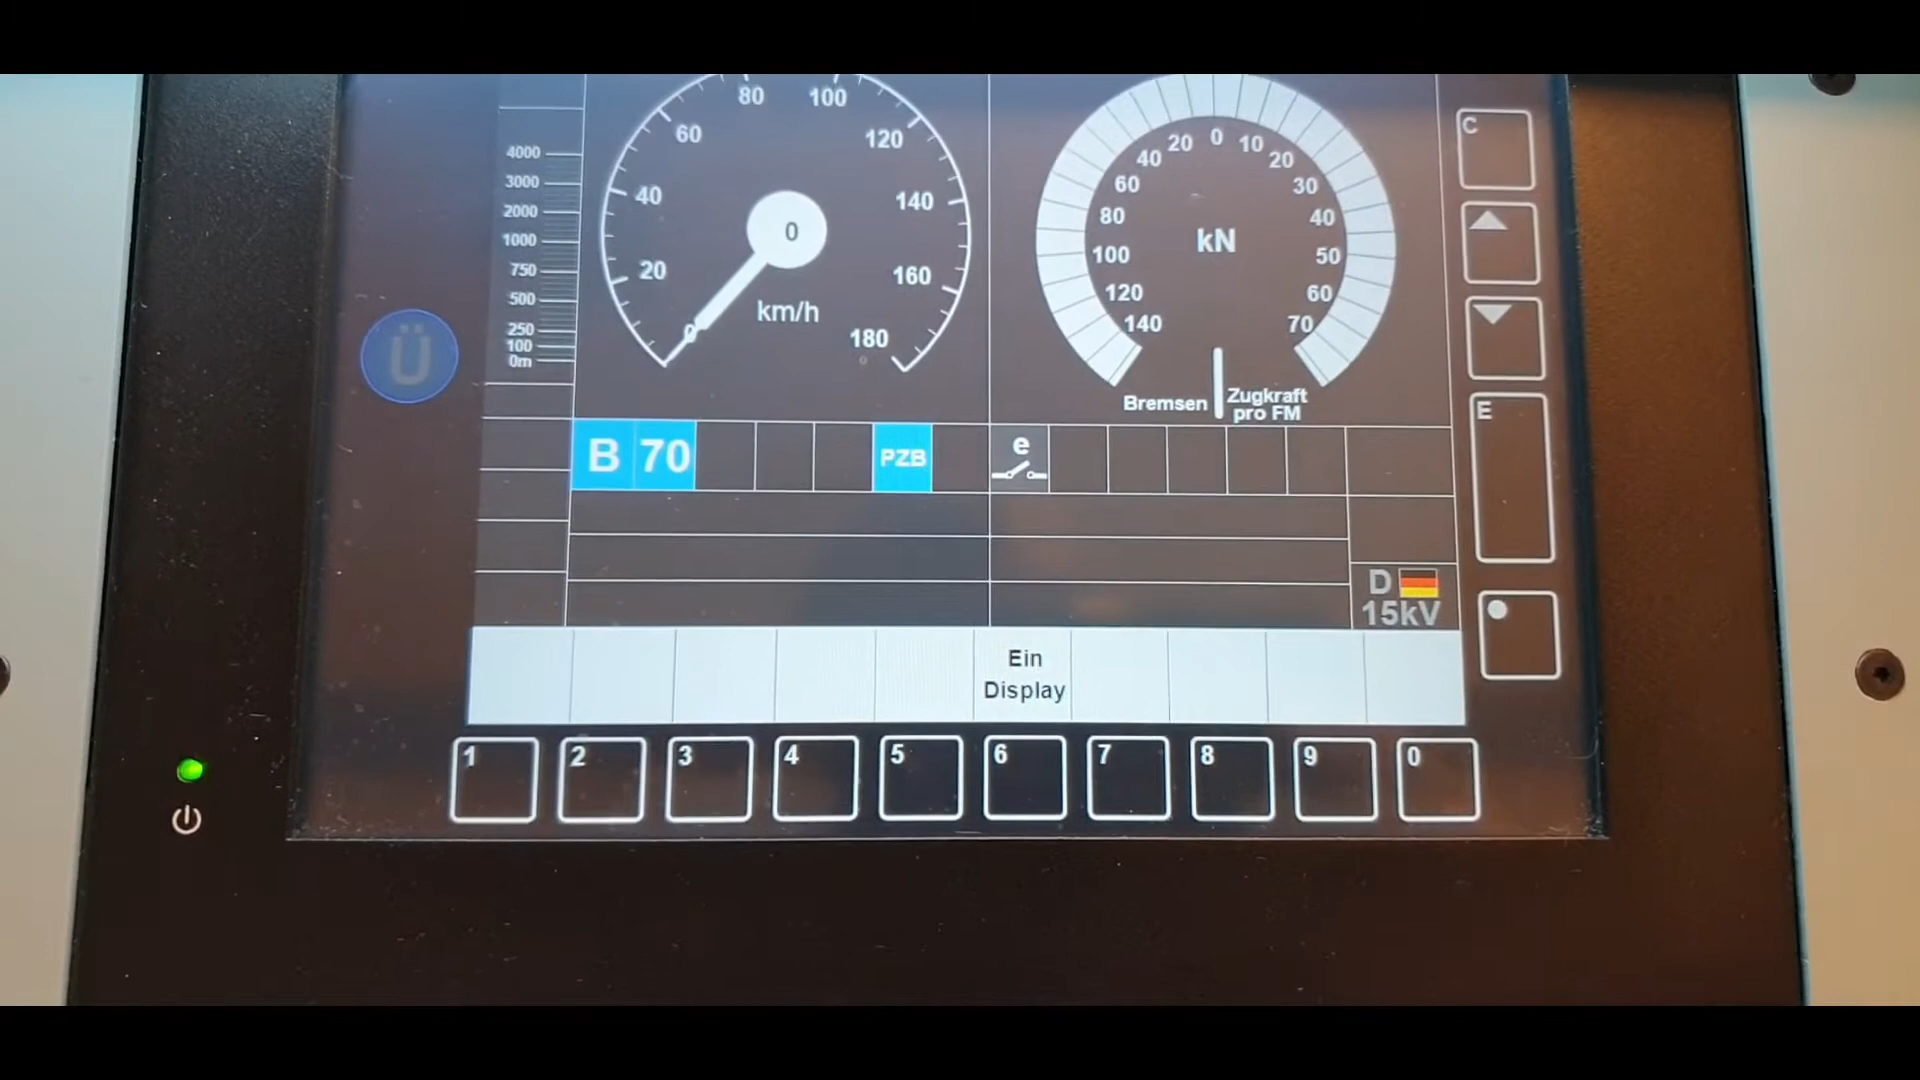 80 100
60 120
40 140
20 160
0 180
0
km/h
4000
3000
2000
1000
750
500
250
100
0m
20 0 10
40 20
60 30
80 40
100 50
120 60
140 70
kN
Bremsen
Zugkraft
pro FM
C
E
Ü
B 70
PZB
e
D
15kV
Ein
Display
1 2 3 4 5 6 7 8 9 0